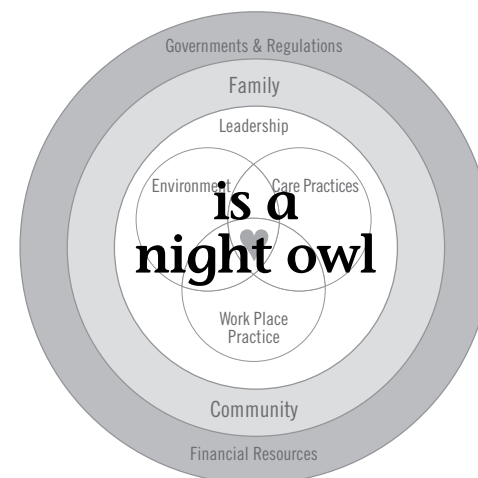 Governments & Regulations
Family
Leadership
Environment Care Practices
is a
night owl
Work Place
Practice
Community
Financial Resources